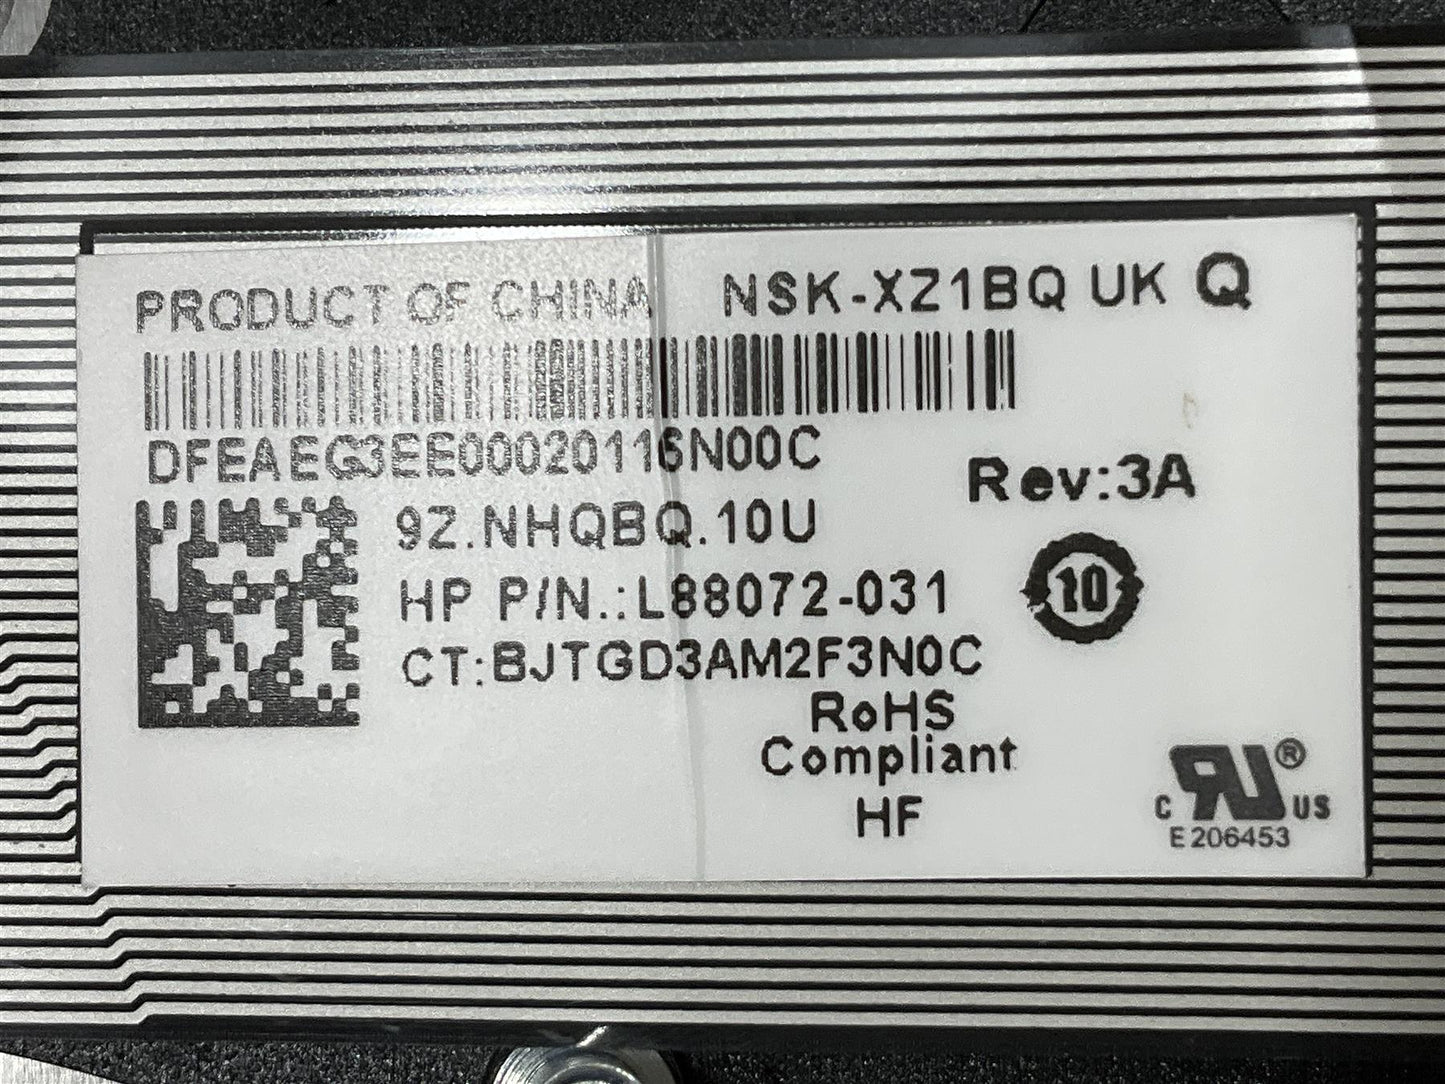 PRODUCT OF CHINA NSK-XZ1BQ UK Q
DFEAEG3EE00020116N00C
Rev:3A
9Z.NHQBQ.10U
10
HP P/N.:L88072-031
CT:BJTGD3AM2F3N0C
RoHS
Compliant
HF
C RU ® US
E206453